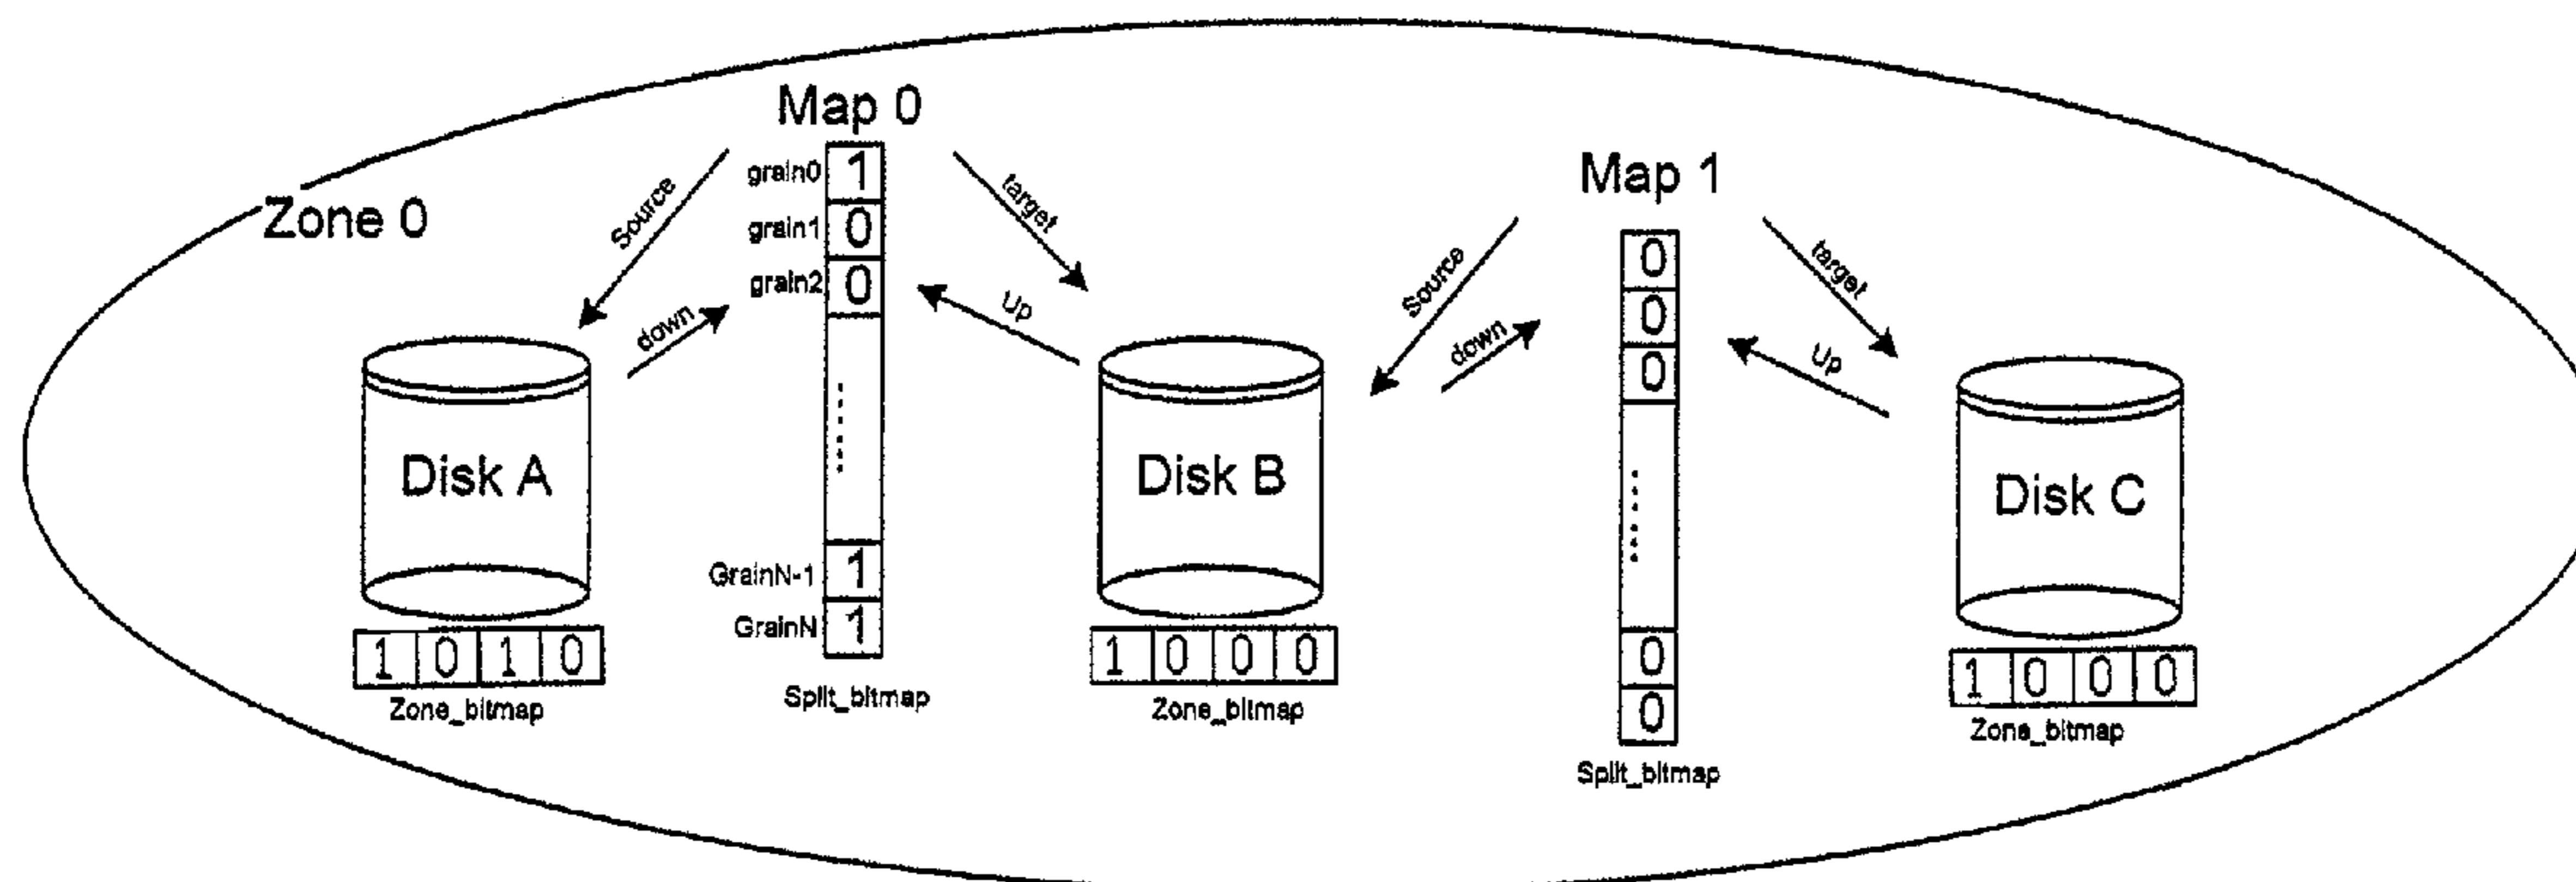 Zone 0
Map 0
Source
target
down
Up
grain0 1
grain1 0
grain2 0
GrainN-1 1
GrainN 1
Split_bitmap
Disk A
1 0 1 0
Zone_bitmap
Disk B
1 0 0 0
Zone_bitmap
Map 1
Source
target
down
Up
0
0
0
0
0
Split_bitmap
Disk C
1 0 0 0
Zone_bitmap